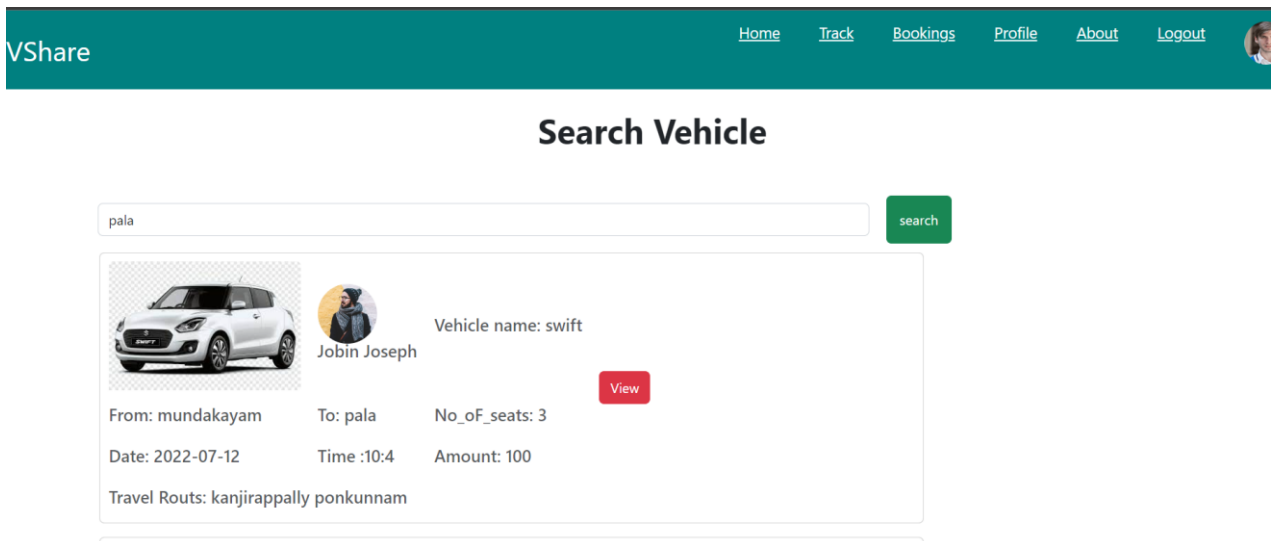 VShare
Home Track Bookings Profile About Logout
Search Vehicle
pala
search
SWIFT
Jobin Joseph
Vehicle name: swift
View
From: mundakayam To: pala No_oF_seats: 3
Date: 2022-07-12 Time :10:4 Amount: 100
Travel Routs: kanjirappally ponkunnam